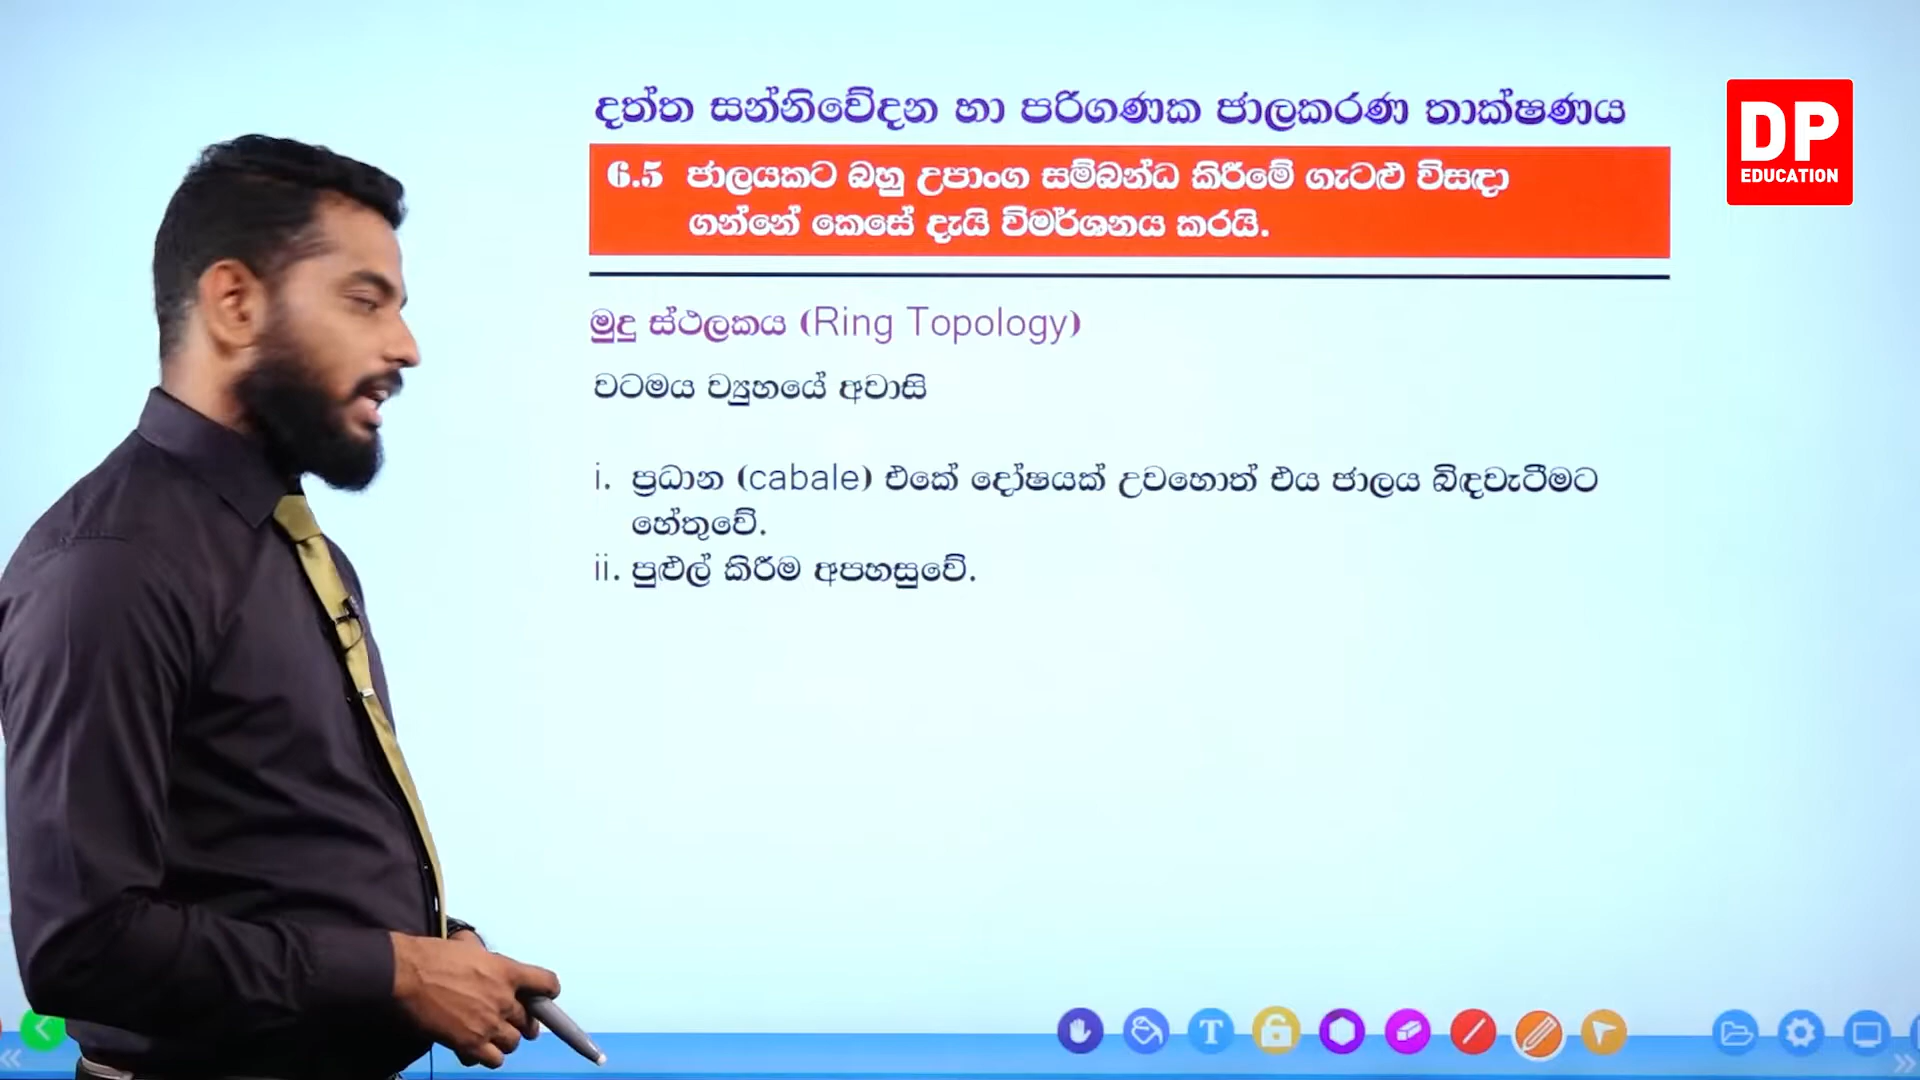 දත්ත සන්නිවේදන හා පරිගණක ජාලකරණ තාක්ෂණය
DP
EDUCATION
6.5 ජාලයකට බහු උපාංග සම්බන්ධ කිරීමේ ගැටළු විසඳා
ගන්නේ කෙසේ දැයි විමර්ශනය කරයි.
මුදු ස්ථලකය (Ring Topology)
වටමය ව්‍යුහයේ අවාසි
i. ප්‍රධාන (cabale) එකේ දෝෂයක් උවහොත් එය ජාලය බිඳවැටීමට
හේතුවේ.
ii. පුළුල් කිරීම අපහසුවේ.
T